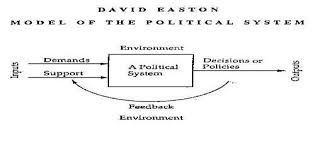 DAVID EASTON
MODEL OF THE POLITICAL SYSTEM
Environment
Inputs
Demands
Support
A Political
System
Decisions or
Policies
Outputs
Feedback
Environment